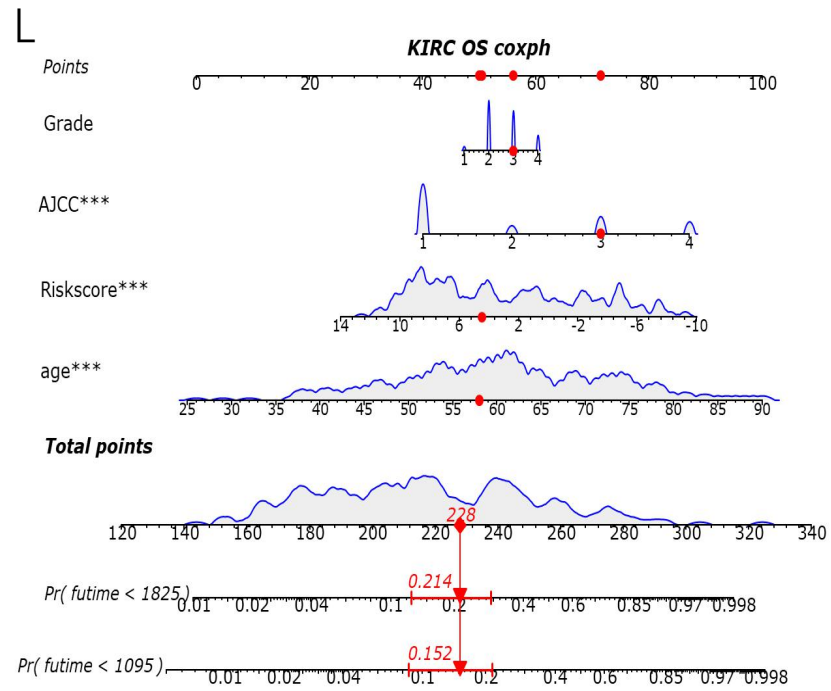 L
KIRC OS coxph
Points
0 20 40 60 80 100
Grade
1 2 3 4
AJCC***
1 2 3 4
Riskscore***
14 10 6 2 -2 -6 -10
age***
25 30 35 40 45 50 55 60 65 70 75 80 85 90
Total points
228
120 140 160 180 200 220 240 260 280 300 320 340
0.214
Pr( futime < 1825 )
0.01 0.02 0.04 0.1 0.2 0.4 0.6 0.85 0.97 0.998
0.152
Pr( futime < 1095 )
0.01 0.02 0.04 0.1 0.2 0.4 0.6 0.85 0.97 0.998